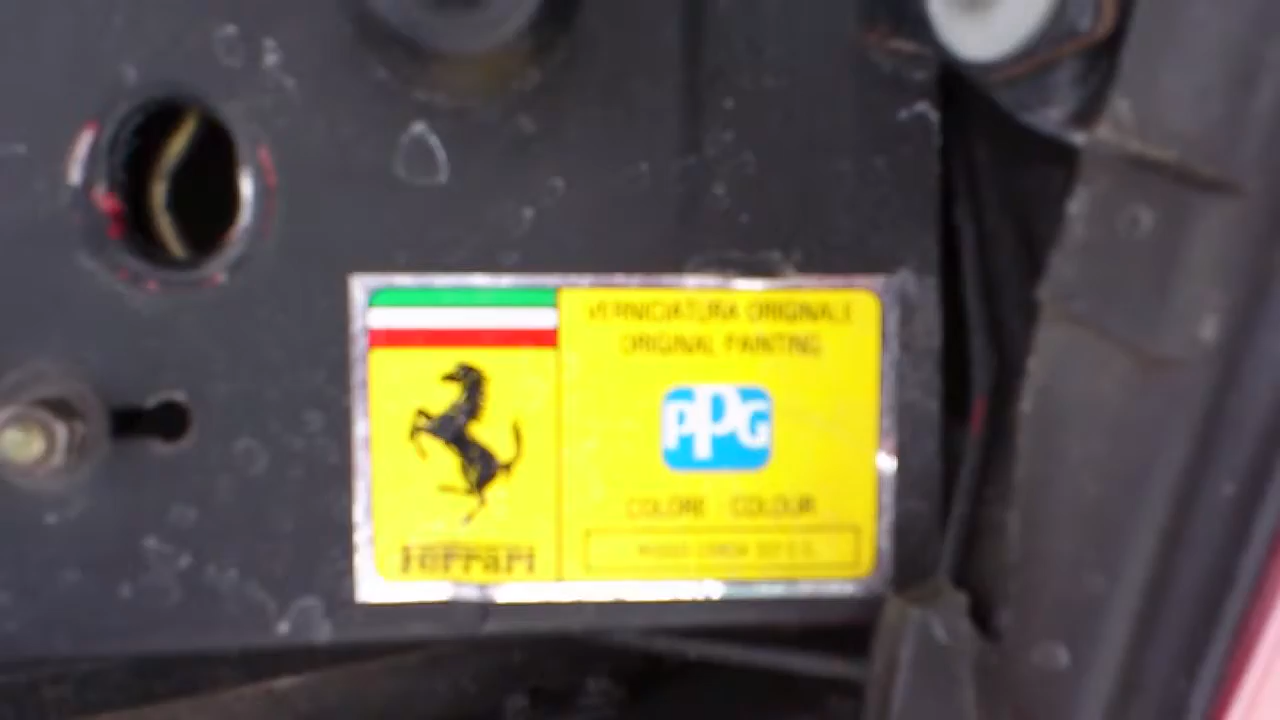 VERNICIATURA ORIGINALE
ORIGINAL PAINTING
PPG
COLORE - COLOUR
Ferrari